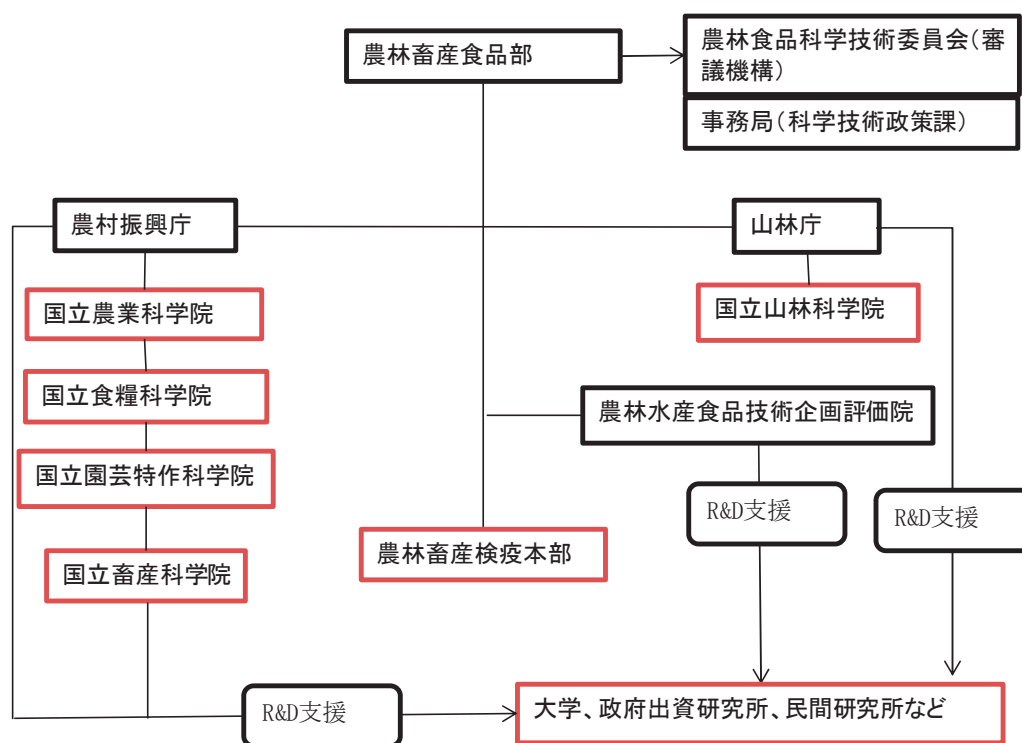 農林畜産食品部
農林食品科学技術委員会(審
議機構)
事務局(科学技術政策課)
農村振興庁
山林庁
国立農業科学院
国立山林科学院
国立食糧科学院
農林水産食品技術企画評価院
国立園芸特作科学院
R&D支援
R&D支援
農林畜産検疫本部
国立畜産科学院
R&D支援
大学、政府出資研究所、民間研究所など